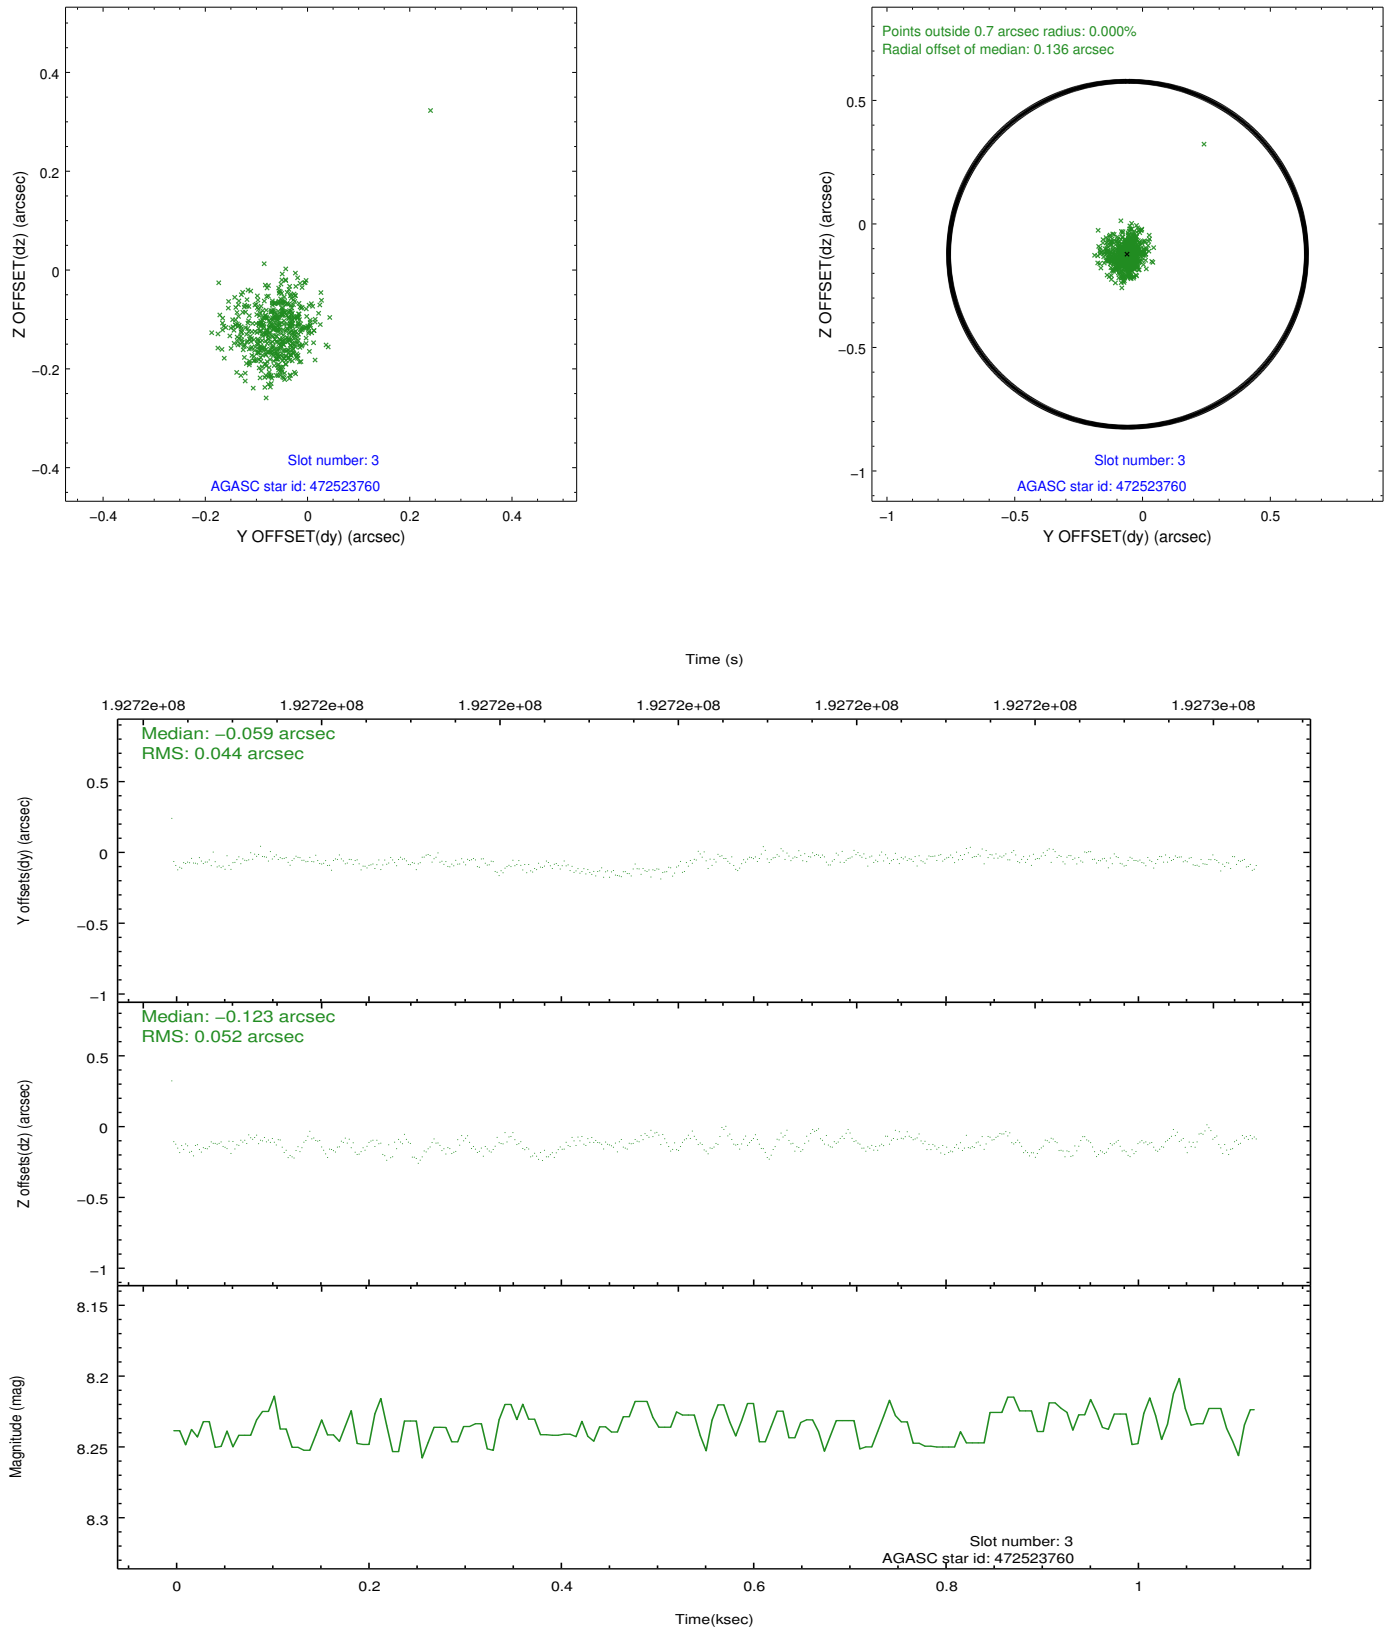 0.4
0.2
0
−0.2
−0.4
Z OFFSET(dz) (arcsec)
Slot number: 3
AGASC star id: 472523760
−0.4 −0.2 0 0.2 0.4
Y OFFSET(dy) (arcsec)
Points outside 0.7 arcsec radius: 0.000%
Radial offset of median: 0.136 arcsec
0.5
0
−0.5
−1
Z OFFSET(dz) (arcsec)
Slot number: 3
AGASC star id: 472523760
−1 −0.5 0 0.5
Y OFFSET(dy) (arcsec)
Time (s)
1.9272e+08 1.9272e+08 1.9272e+08 1.9272e+08 1.9272e+08 1.9272e+08 1.9273e+08
Median: −0.059 arcsec
RMS: 0.044 arcsec
0.5
0
−0.5
−1
Y offsets(dy) (arcsec)
Median: −0.123 arcsec
RMS: 0.052 arcsec
0.5
0
−0.5
−1
Z offsets(dz) (arcsec)
8.15
8.2
8.25
8.3
Magnitude (mag)
Slot number: 3
AGASC star id: 472523760
0 0.2 0.4 0.6 0.8 1
Time(ksec)